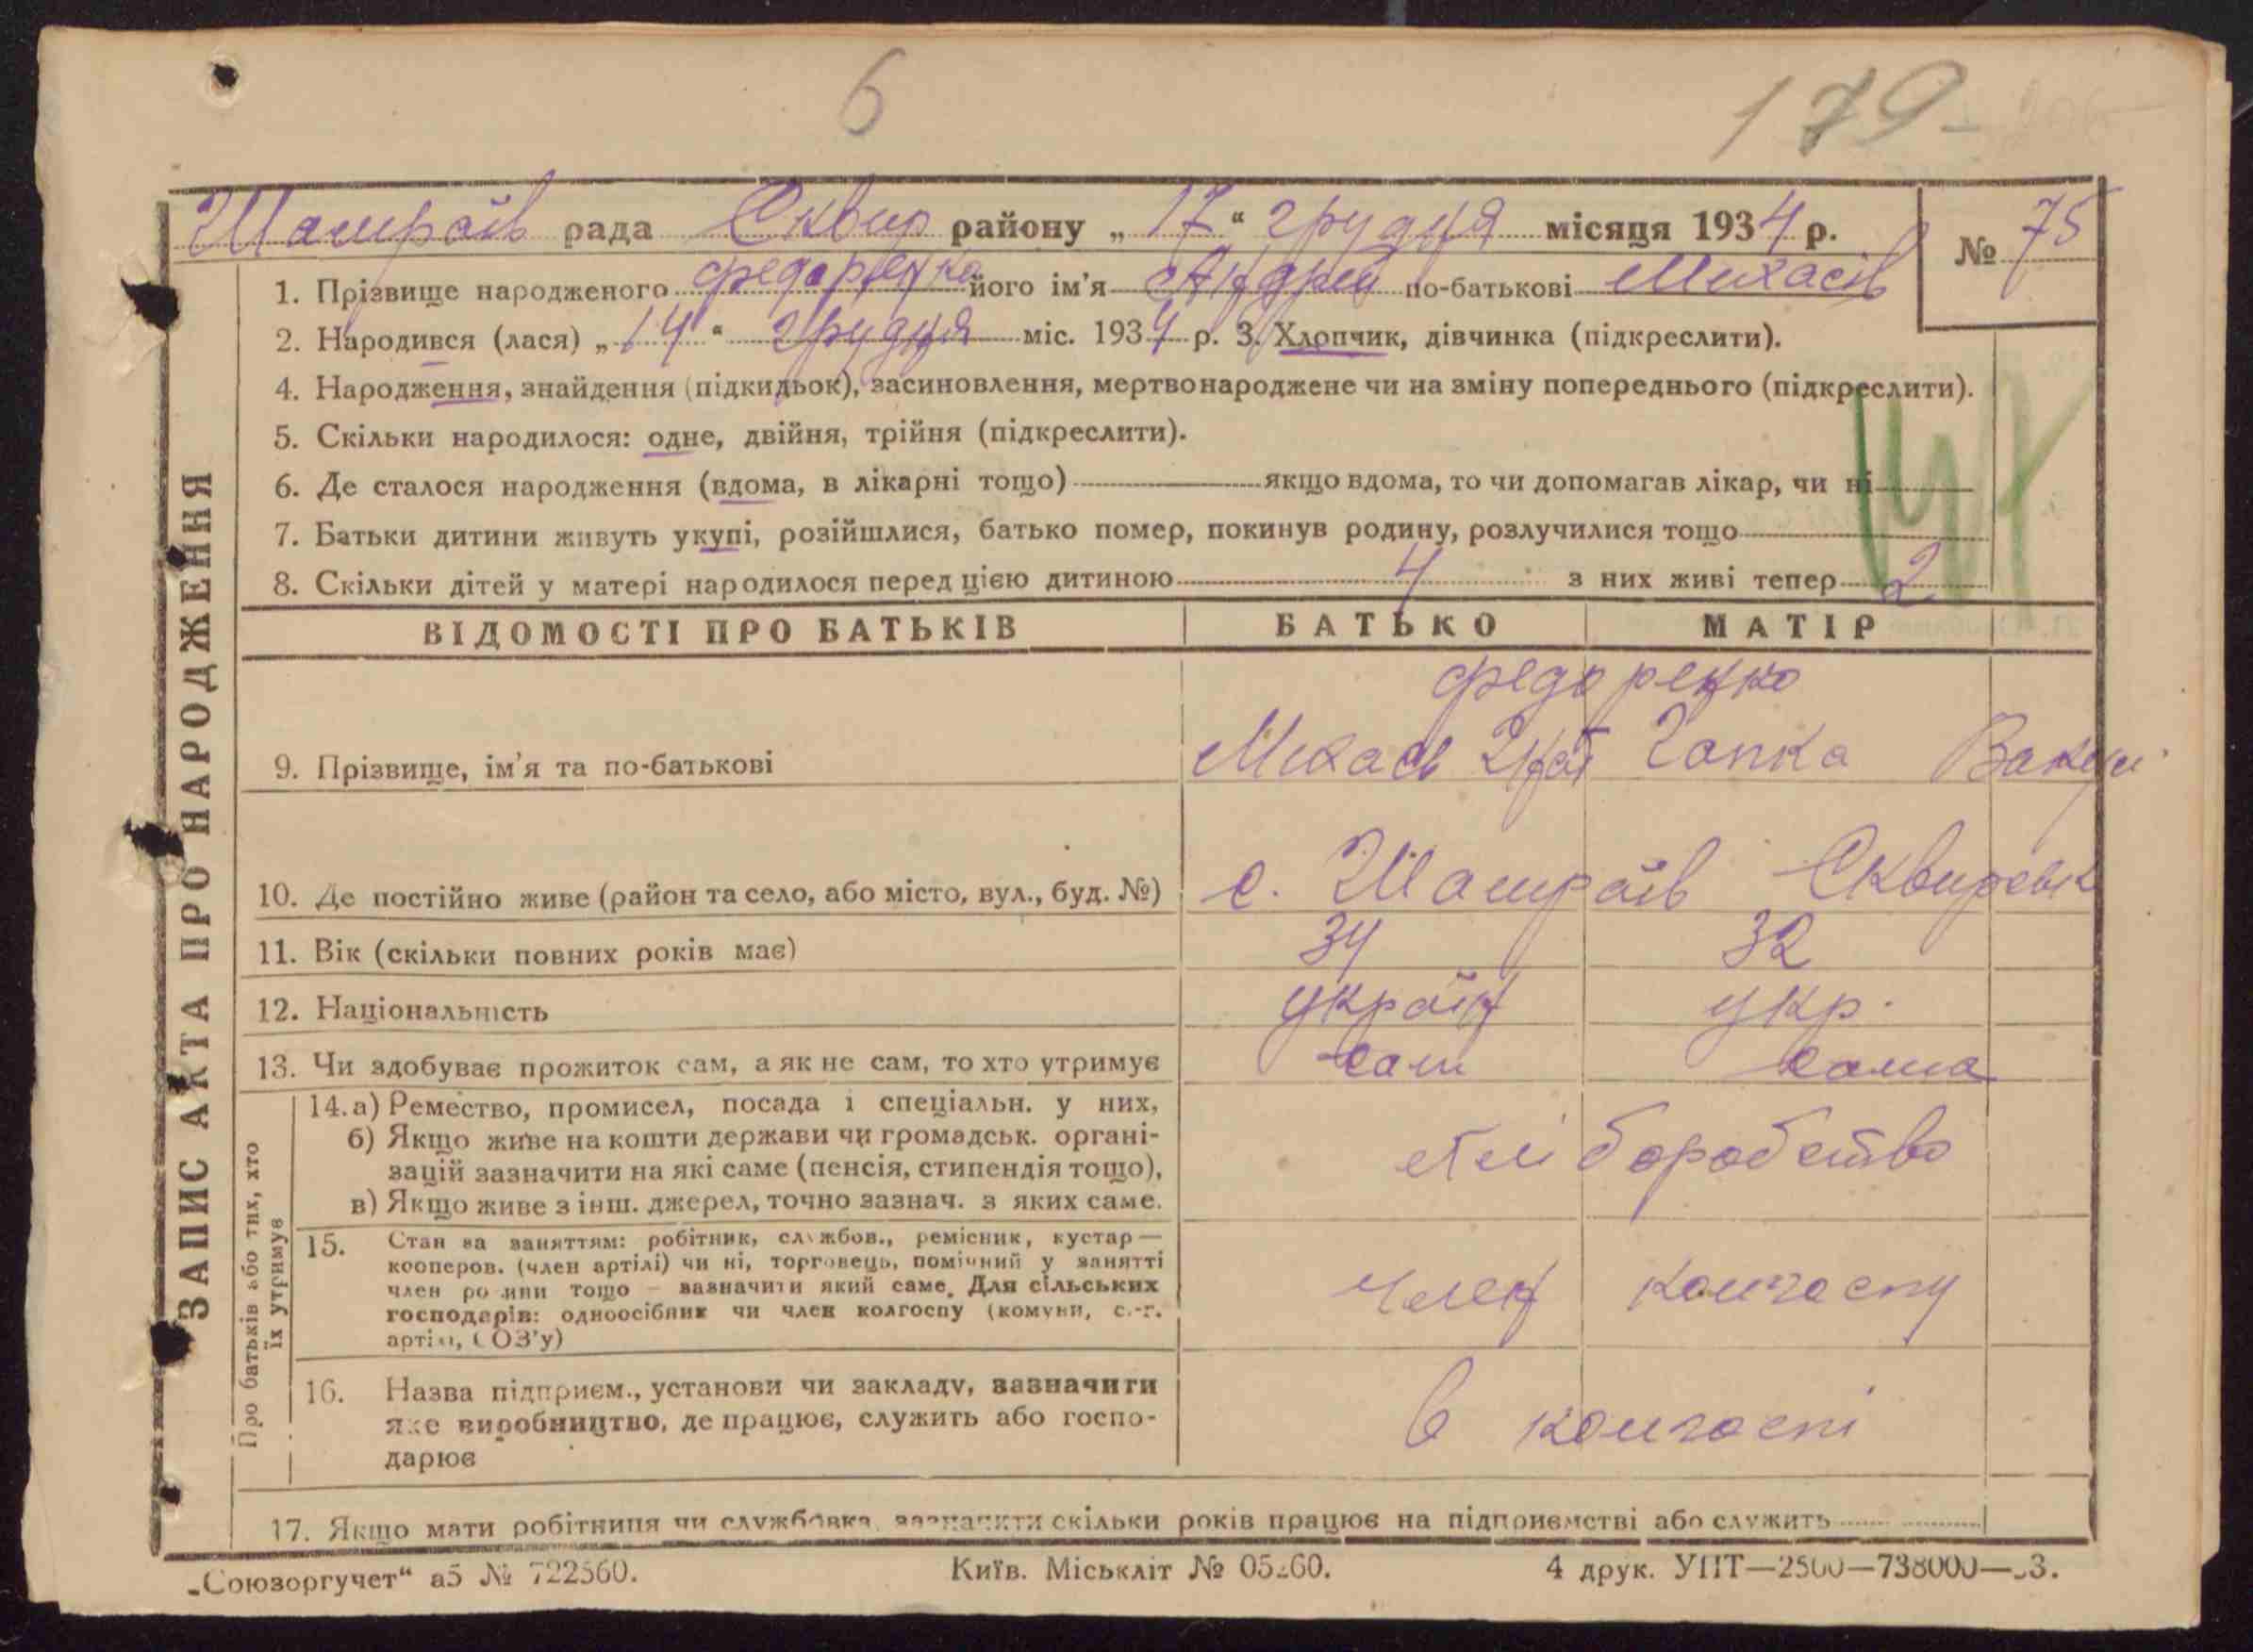 6
179
Шамраїв рада Сквир району „17“ грудня місяця 1934 р.
№ 75
1. Прізвище народженого Федоренко його ім'я Андрей по-батькові Михасів
2. Народився (лася) „14“ грудня міс. 1934 р. 3. Хлопчик, дівчинка (підкреслити).
4. Народження, знайдення (підкидьок), засиновлення, мертвонароджене чи на зміну попереднього (підкреслити).
5. Скільки народилося: одне, двійня, трійня (підкреслити).
6. Де сталося народження (вдома, в лікарні тощо) якщо вдома, то чи допомагав лікар, чи ні
7. Батьки дитини живуть укупі, розійшлися, батько помер, покинув родину, розлучилися тощо
8. Скільки дітей у матері народилося перед цією дитиною 4 з них живі тепер 2
ЗАПИС АКТА ПРО НАРОДЖЕННЯ
ВІДОМОСТІ ПРО БАТЬКІВ БАТЬКО МАТІР
Федоренко
9. Прізвище, ім'я та по-батькові Михась Гапка
10. Де постійно живе (район та село, або місто, вул., буд. №) с. Шамраїв Сквирськ
11. Вік (скільки повних років має) 34 32
12. Національність україн укр.
13. Чи здобуває прожиток сам, а як не сам, то хто утримує сам сама
Про батьків або тих, хто
їх утримує
14. а) Ремество, промисел, посада і спеціальн. у них,
б) Якщо живе на кошти держави чи громадськ. органі-
зацій зазначити на які саме (пенсія, стипендія тощо),
в) Якщо живе з інш. джерел, точно зазнач. з яких саме.
хліборобство
15. Стан за заняттям: робітник, службов., ремісник, кустар —
кооперов. (член артілі) чи ні, торговець, помічний у занятті
член родини тощо — зазначити який саме. Для сільських
господарів: одноосібник чи член колгоспу (комуни, с.-г.
артілі, СОЗ'у)
член колгоспу
16. Назва підприєм., установи чи закладу, зазначити
яке виробництво, де працює, служить або госпо-
дарює
в колгоспі
17. Якщо мати робітниця чи службовка, зазначити скільки років працює на підприємстві або служить
„Союзоргучет“ а5 № 722560. Київ. Міськліт № 05260. 4 друк. УПТ—2500—738000—33.